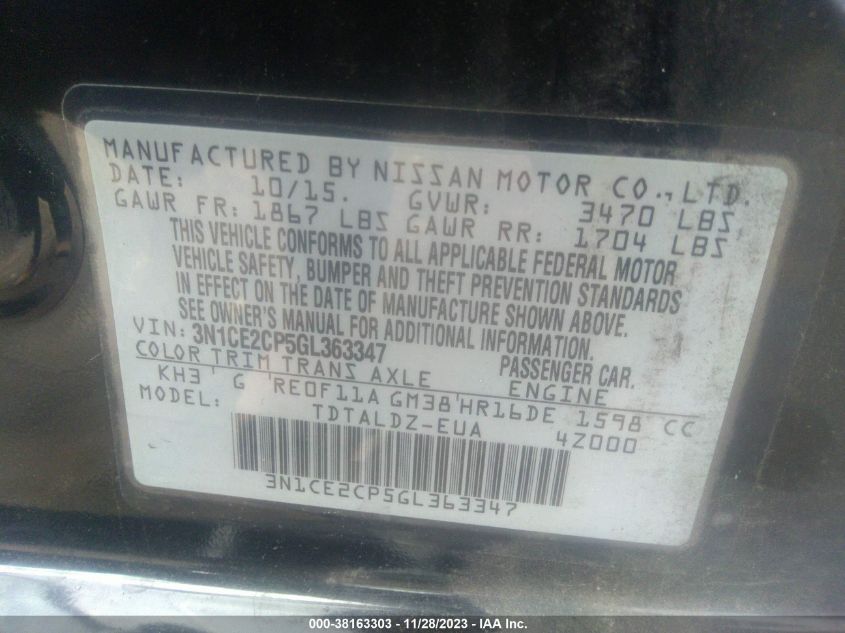 MANUFACTURED BY NISSAN MOTOR CO., LTD.
DATE: 10/15. GVWR: 3470 LBS
GAWR FR: 1867 LBS GAWR RR: 1704 LBS
THIS VEHICLE CONFORMS TO ALL APPLICABLE FEDERAL MOTOR
VEHICLE SAFETY, BUMPER AND THEFT PREVENTION STANDARDS
IN EFFECT ON THE DATE OF MANUFACTURE SHOWN ABOVE.
SEE OWNER'S MANUAL FOR ADDITIONAL INFORMATION.
VIN: 3N1CE2CP5GL363347 PASSENGER CAR.
COLOR TRIM TRANS AXLE ENGINE
KH3 G RE0F11A GM38 HR16DE 1598 CC
MODEL: TDTALDZ-EUA 4Z000
3N1CE2CP5GL363347
000-38163303 — 11/28/2023 — IAA Inc.